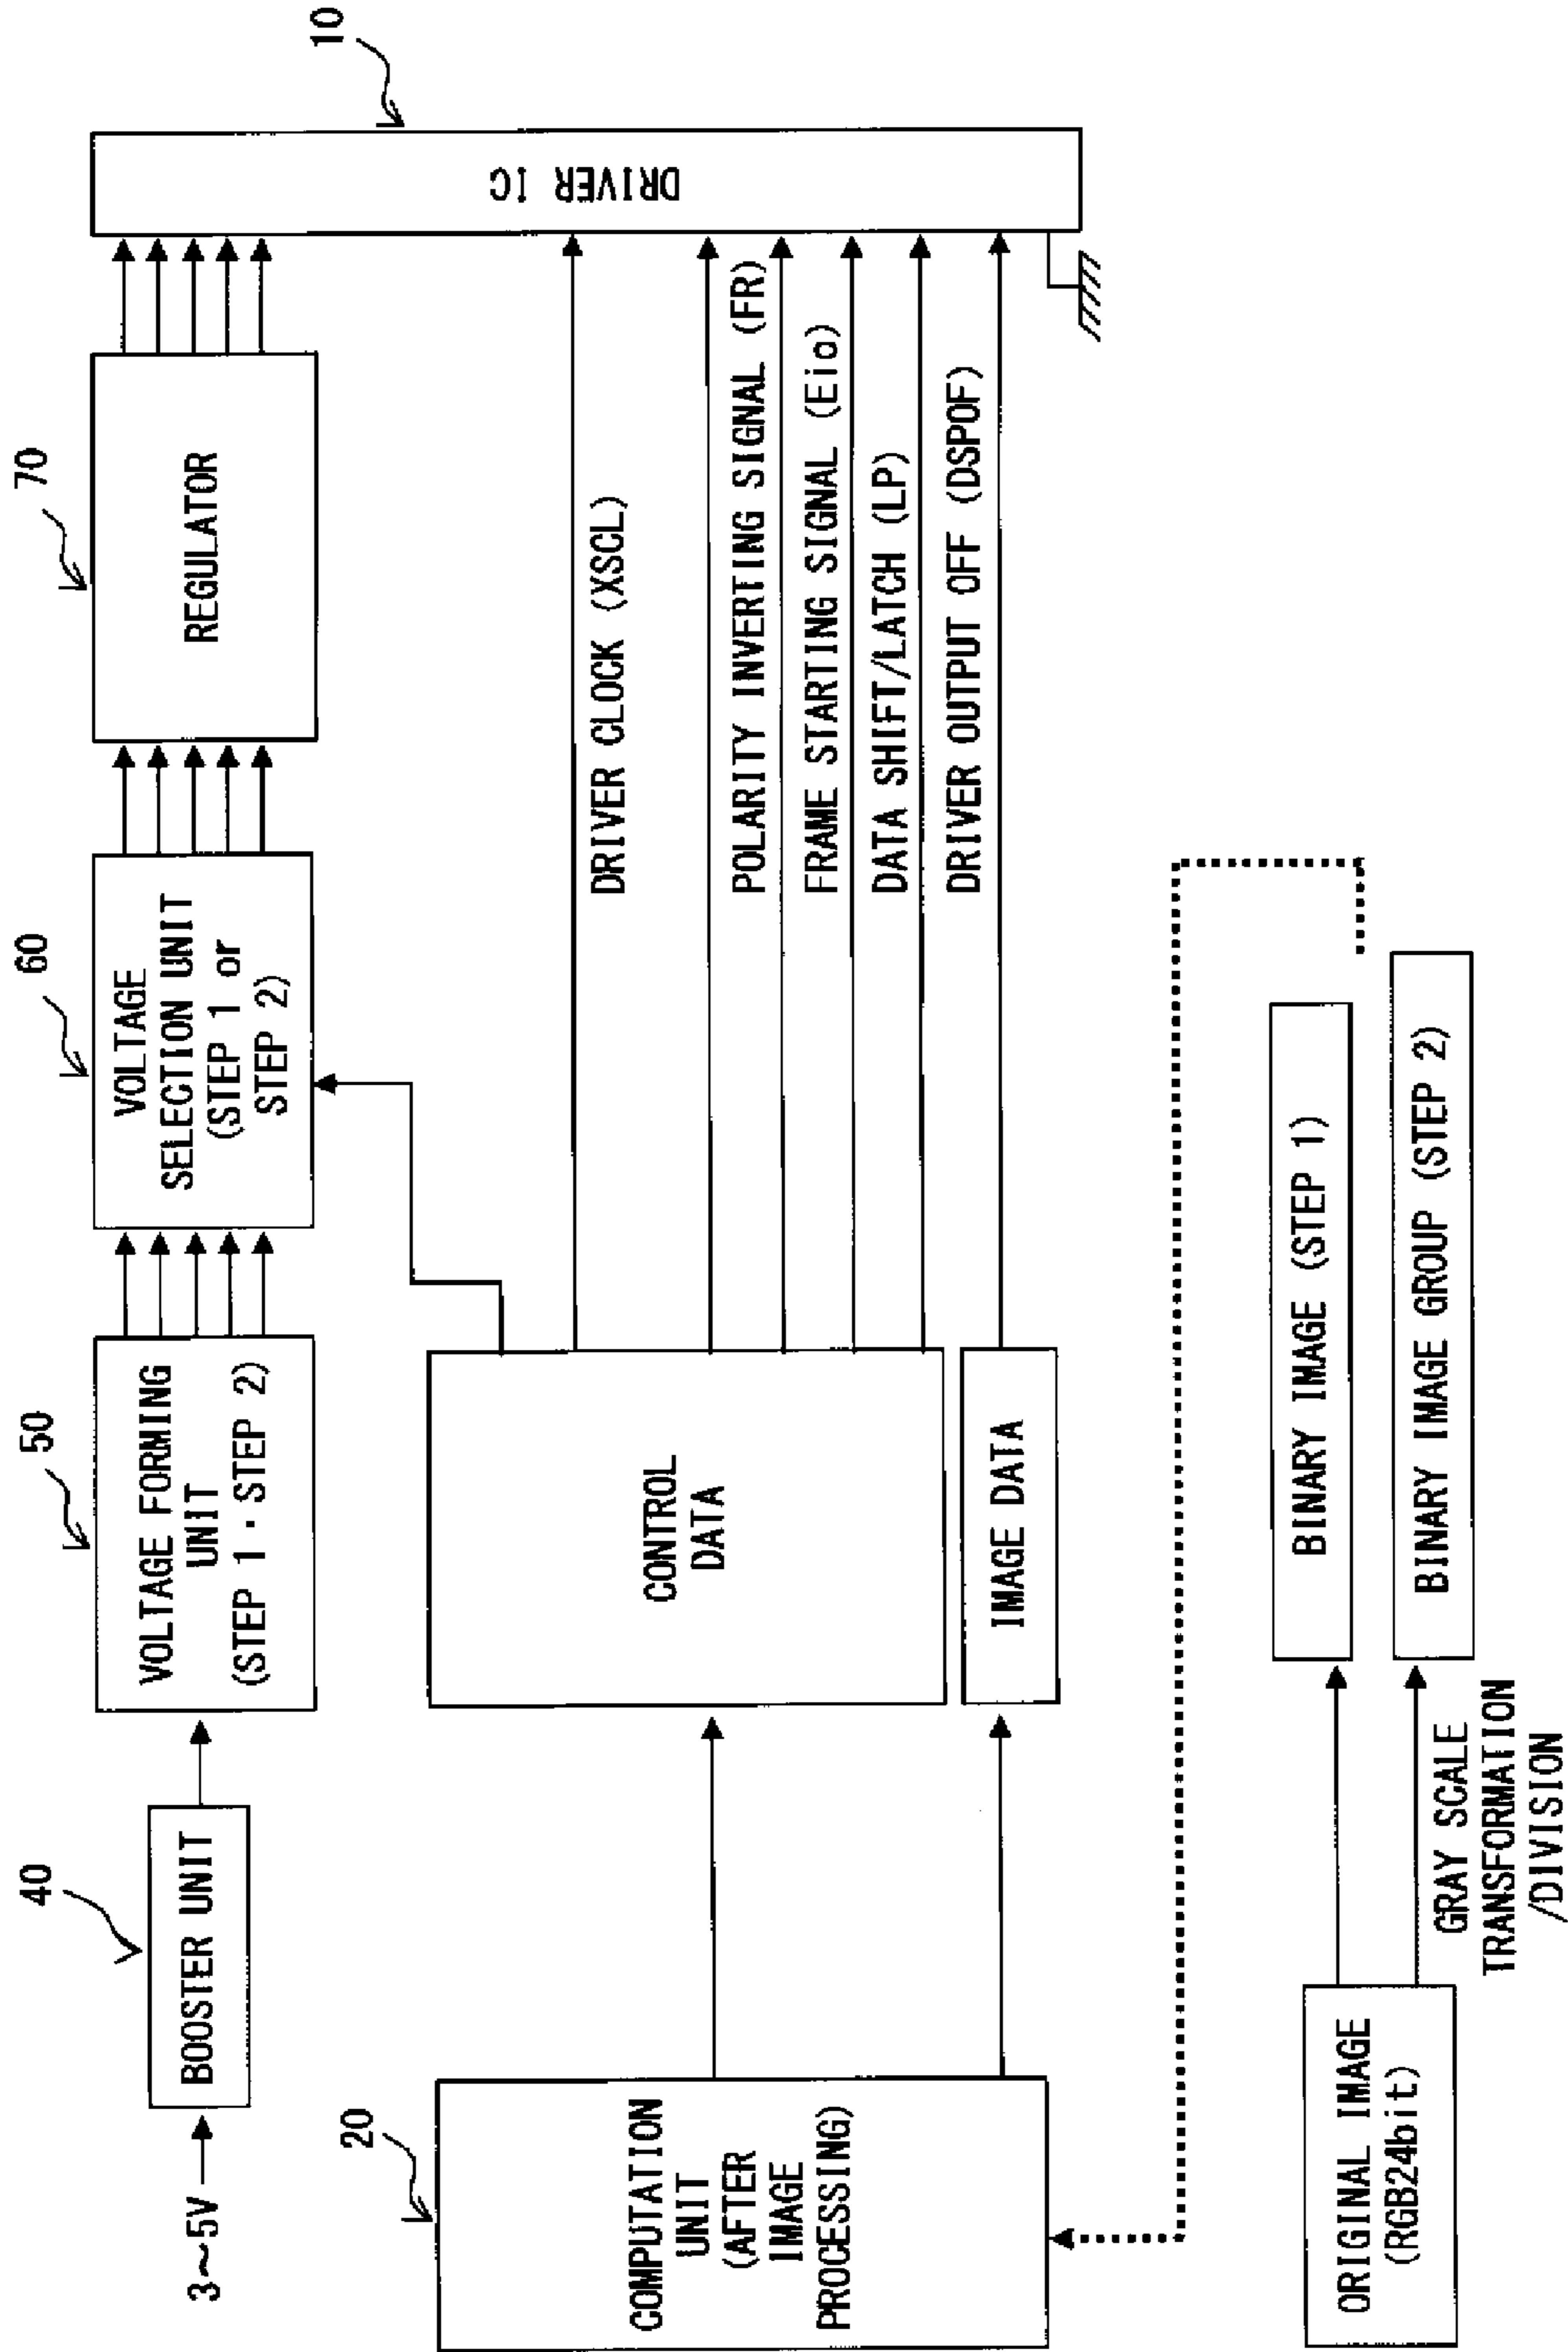 3~5V
40
BOOSTER UNIT
50
VOLTAGE FORMING
UNIT
(STEP 1・STEP 2)
60
VOLTAGE
SELECTION UNIT
(STEP 1 or
STEP 2)
70
REGULATOR
10
DRIVER IC
20
COMPUTATION
UNIT
(AFTER
IMAGE
PROCESSING)
CONTROL
DATA
IMAGE DATA
DRIVER CLOCK (XSCL)
POLARITY INVERTING SIGNAL (FR)
FRAME STARTING SIGNAL (Eio)
DATA SHIFT/LATCH (LP)
DRIVER OUTPUT OFF (DSPOF)
ORIGINAL IMAGE
(RGB24bit)
GRAY SCALE
TRANSFORMATION
/DIVISION
BINARY IMAGE (STEP 1)
BINARY IMAGE GROUP (STEP 2)